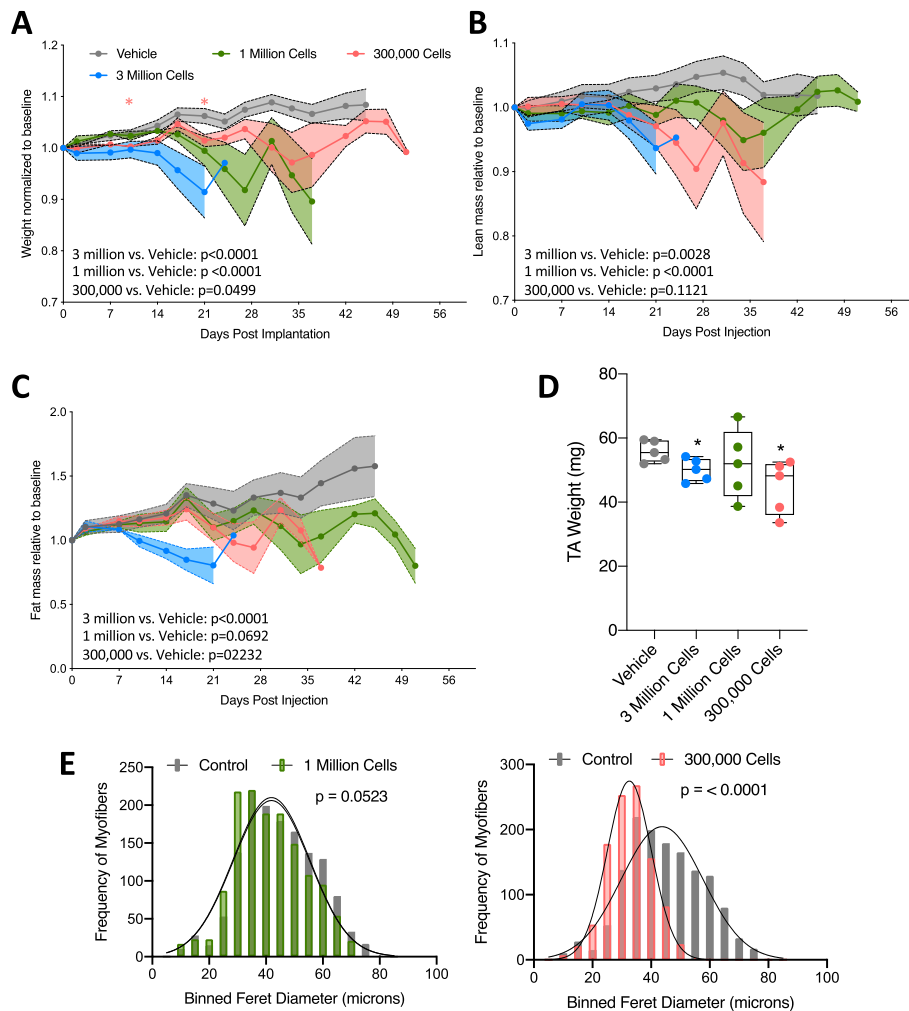 A
B
1.2
1.1
1.0
0.9
0.8
0.7
Weight normalized to baseline
Vehicle
1 Million Cells
300,000 Cells
3 Million Cells
*
*
3 million vs. Vehicle: p<0.0001
1 million vs. Vehicle: p <0.0001
300,000 vs. Vehicle: p=0.0499
0 7 14 21 28 35 42 49 56
Days Post Implantation
1.1
1.0
0.9
0.8
0.7
Lean mass relative to baseline
3 million vs. Vehicle: p=0.0028
1 million vs. Vehicle: p <0.0001
300,000 vs. Vehicle: p=0.1121
0 7 14 21 28 35 42 49 56
Days Post Injection
C
2.0
1.5
1.0
0.5
0.0
Fat mass relative to baseline
3 million vs. Vehicle: p<0.0001
1 million vs. Vehicle: p=0.0692
300,000 vs. Vehicle: p=02232
0 7 14 21 28 35 42 49 56
Days Post Injection
D
80
60
40
20
0
TA Weight (mg)
*
*
Vehicle
3 Million Cells
1 Million Cells
300,000 Cells
E
Control
1 Million Cells
p = 0.0523
250
200
150
100
50
0
Frequency of Myofibers
0 20 40 60 80 100
Binned Feret Diameter (microns)
Control
300,000 Cells
p = < 0.0001
300
200
100
0
Frequency of Myofibers
0 20 40 60 80 100
Binned Feret Diameter (microns)